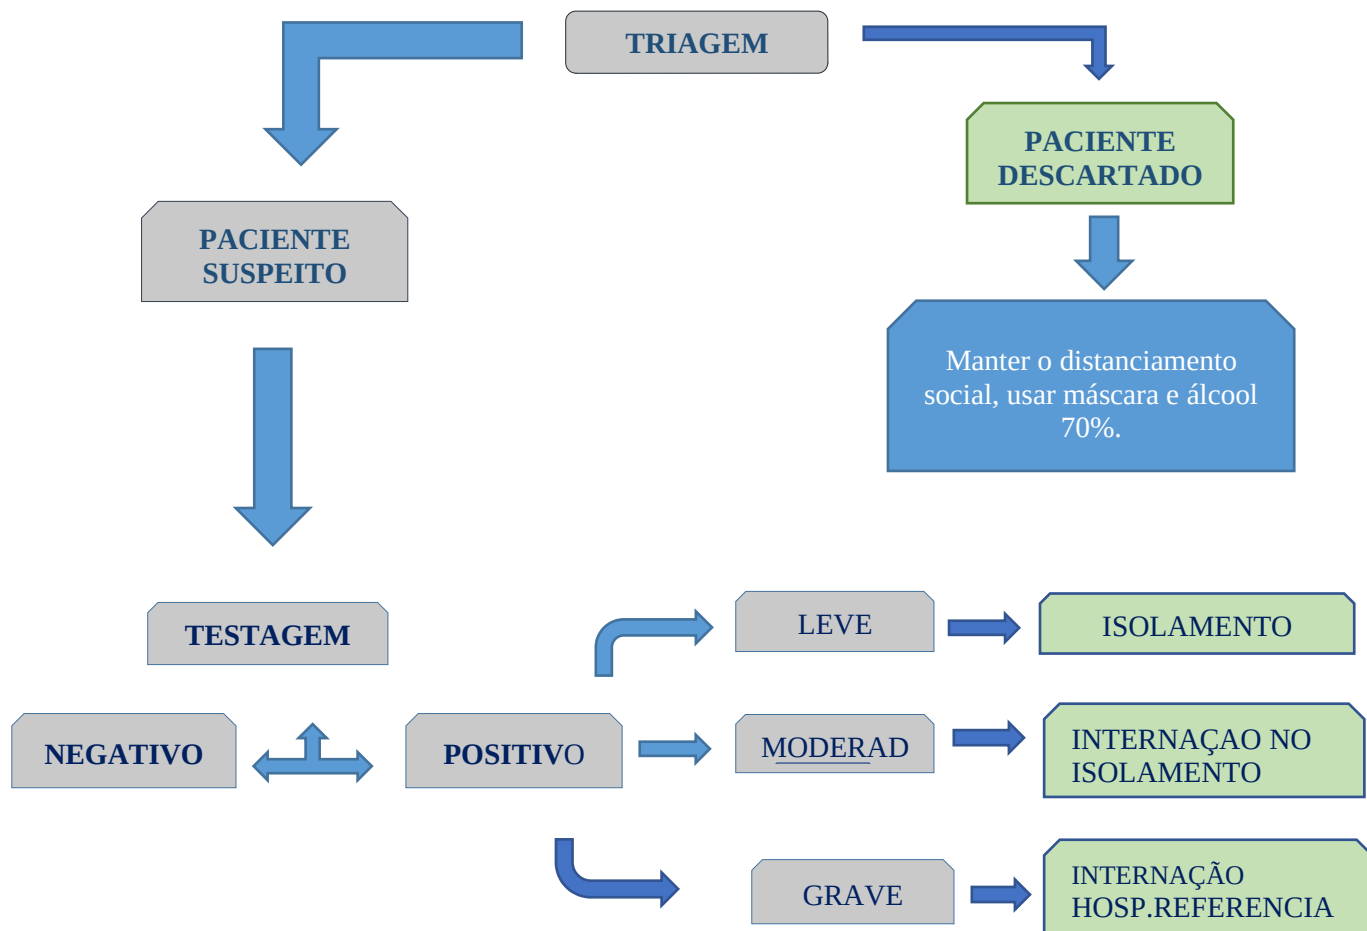 TRIAGEM
PACIENTE
DESCARTADO
PACIENTE
SUSPEITO
Manter o distanciamento
social, usar máscara e álcool
70%.
TESTAGEM
LEVE
ISOLAMENTO
NEGATIVO
POSITIVO
MODERAD
INTERNAÇAO NO
ISOLAMENTO
GRAVE
INTERNAÇÃO
HOSP.REFERENCIA